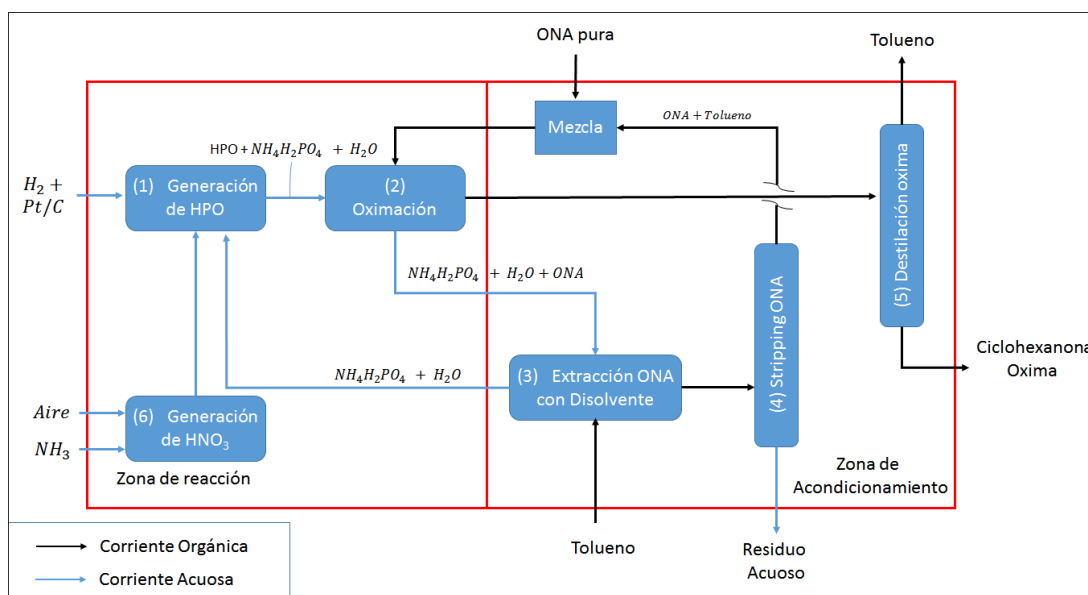 ONA pura
Tolueno
Mezcla
ONA + Tolueno
HPO + NH₄H₂PO₄ + H₂O
H₂ +
Pt/C
(1) Generación
de HPO
(2)
Oximación
(5) Destilación oxima
NH₄H₂PO₄ + H₂O + ONA
(4) Stripping ONA
Ciclohexanona
Oxima
NH₄H₂PO₄ + H₂O
(3) Extracción ONA
con Disolvente
Aire
NH₃
(6) Generación
de HNO₃
Zona de reacción
Zona de
Acondicionamiento
Corriente Orgánica
Corriente Acuosa
Tolueno
Residuo
Acuoso